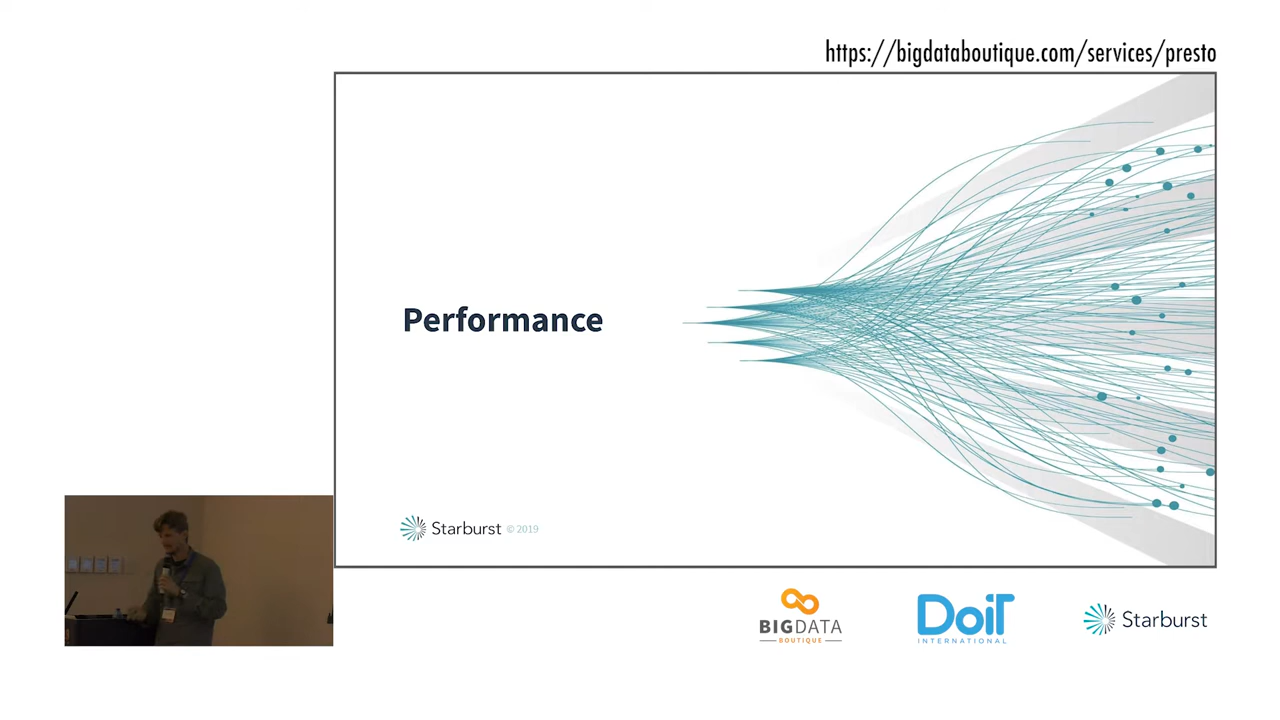 https://bigdataboutique.com/services/presto
Performance
Starburst © 2019
BIGDATA
BOUTIQUE
DoiT
INTERNATIONAL
Starburst